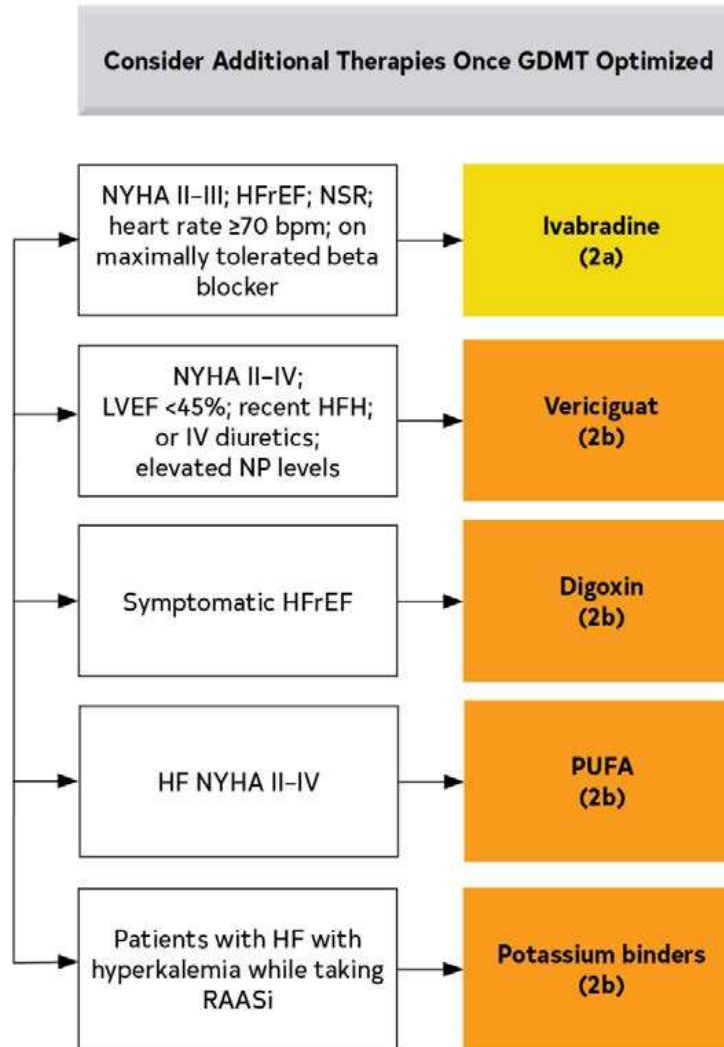 Consider Additional Therapies Once GDMT Optimized
NYHA II–III; HFrEF; NSR;
heart rate ≥70 bpm; on
maximally tolerated beta
blocker
Ivabradine
(2a)
NYHA II–IV;
LVEF <45%; recent HFH;
or IV diuretics;
elevated NP levels
Vericiguat
(2b)
Symptomatic HFrEF
Digoxin
(2b)
HF NYHA II–IV
PUFA
(2b)
Patients with HF with
hyperkalemia while taking
RAASi
Potassium binders
(2b)